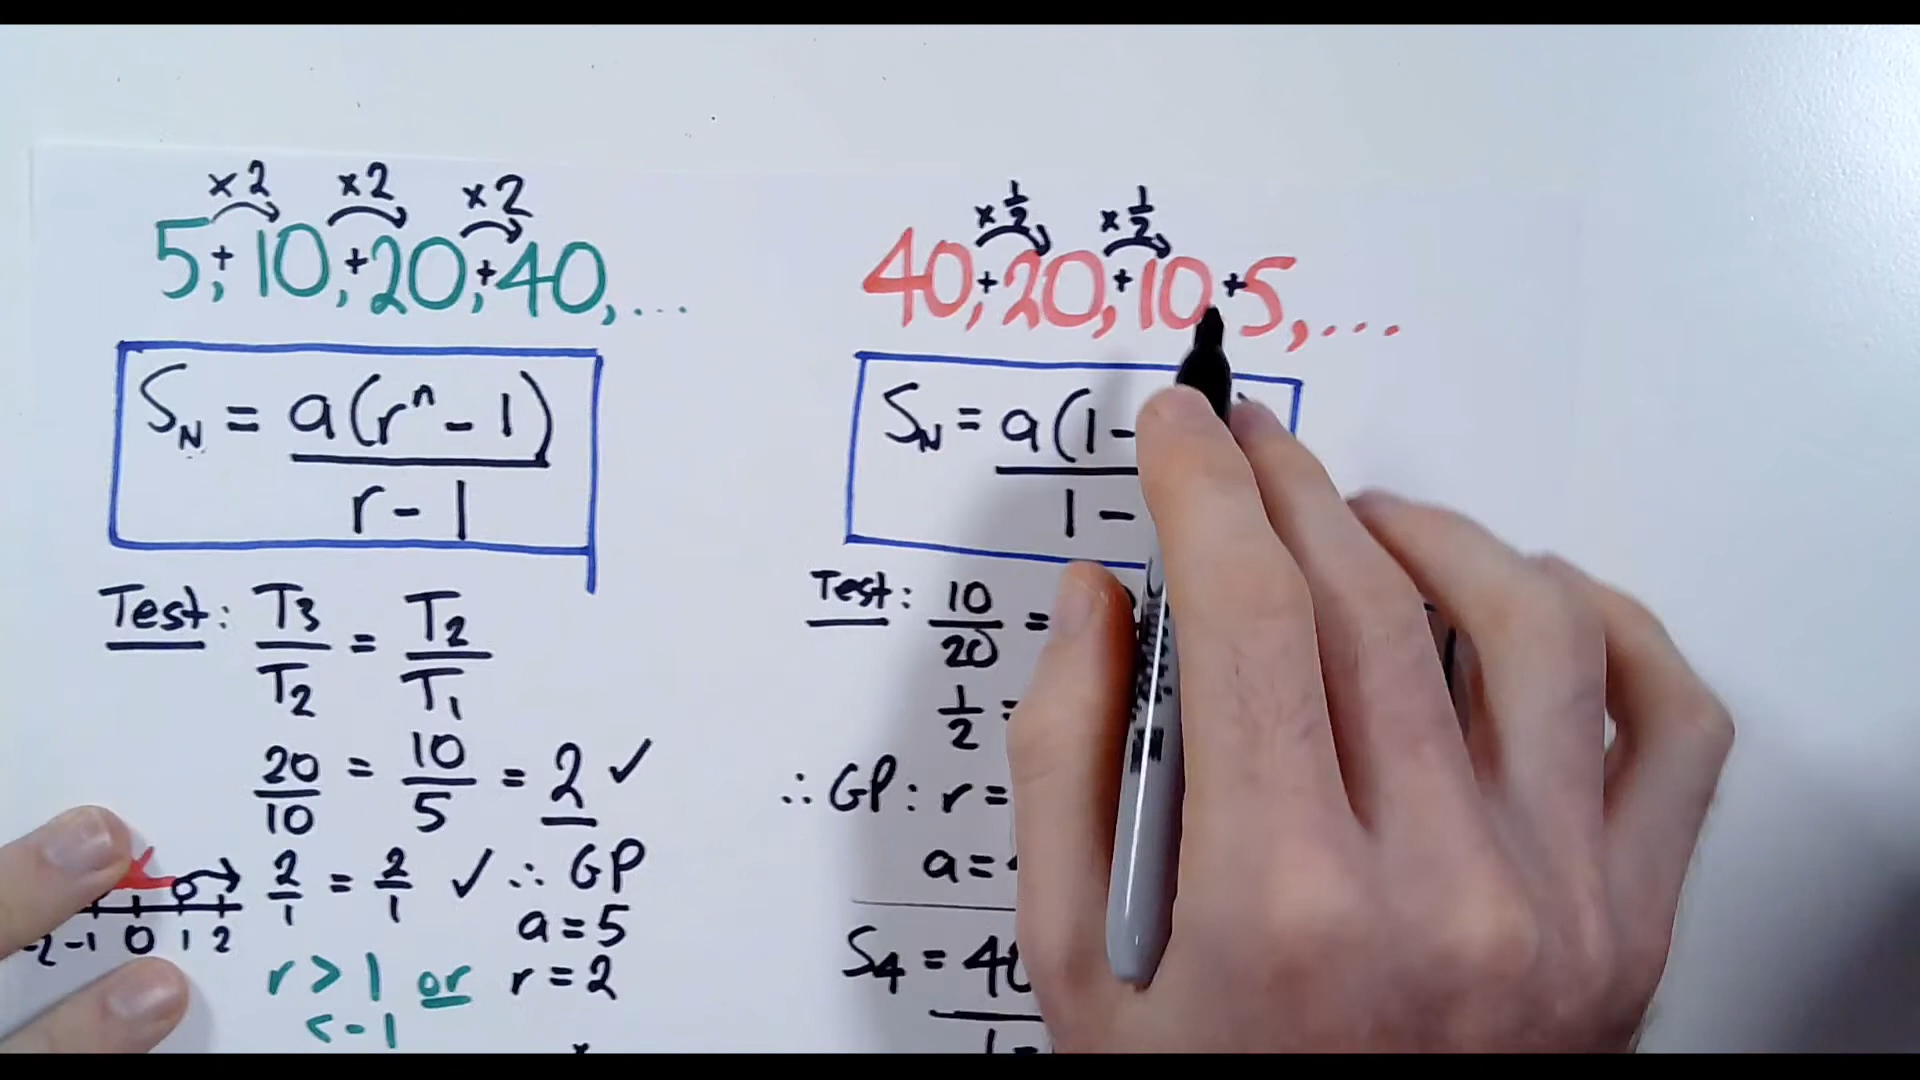 ×2 ×2 ×2
5, + 10, + 20, + 40, ...
S_N = a(rⁿ - 1)
r - 1
Test: T₃ = T₂
T₂ T₁
20 = 10 = 2 ✓
10 5
2 = 2 ✓ ∴ GP
1 1
a = 5
-2 -1 0 1 2
r > 1 or r = 2
< -1
×½ ×½
40, + 20, + 10 + 5, ...
S_N = a(1 -
1 -
Test: 10 =
20
1 =
2
∴ GP: r =
a =
S₄ = 40
1 -